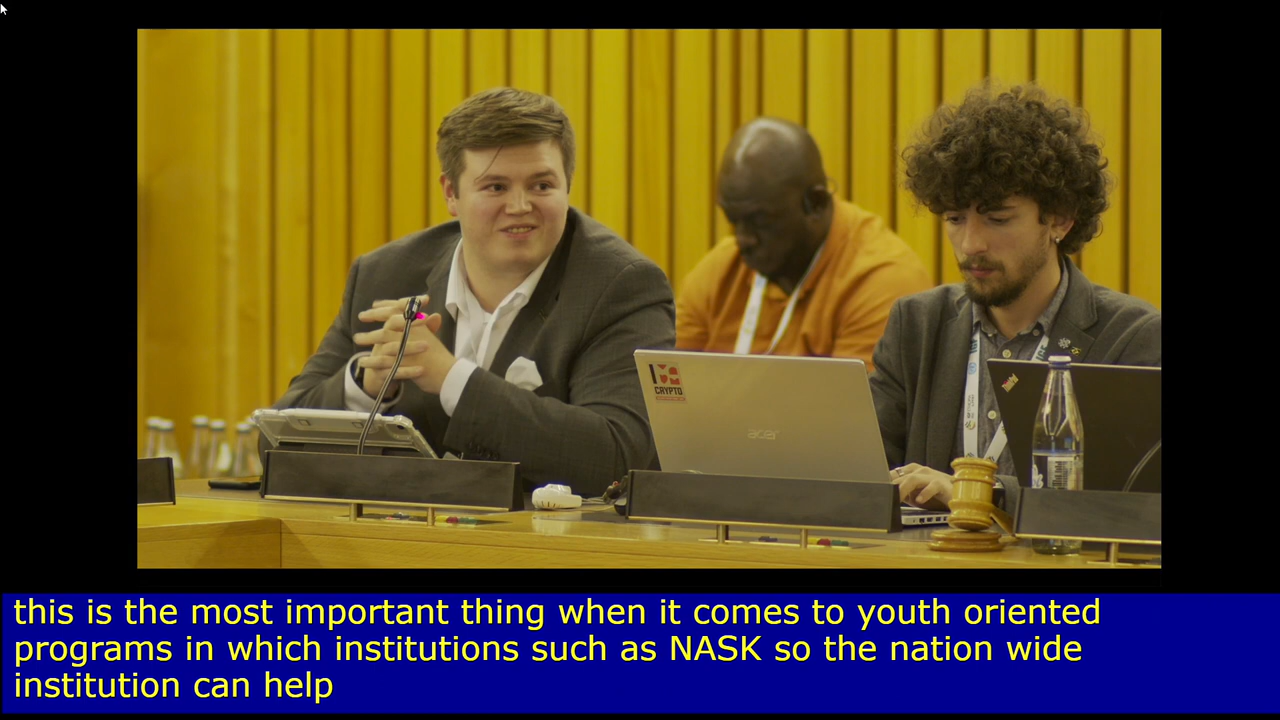 CRYPTO
acer
this is the most important thing when it comes to youth oriented
programs in which institutions such as NASK so the nation wide
institution can help